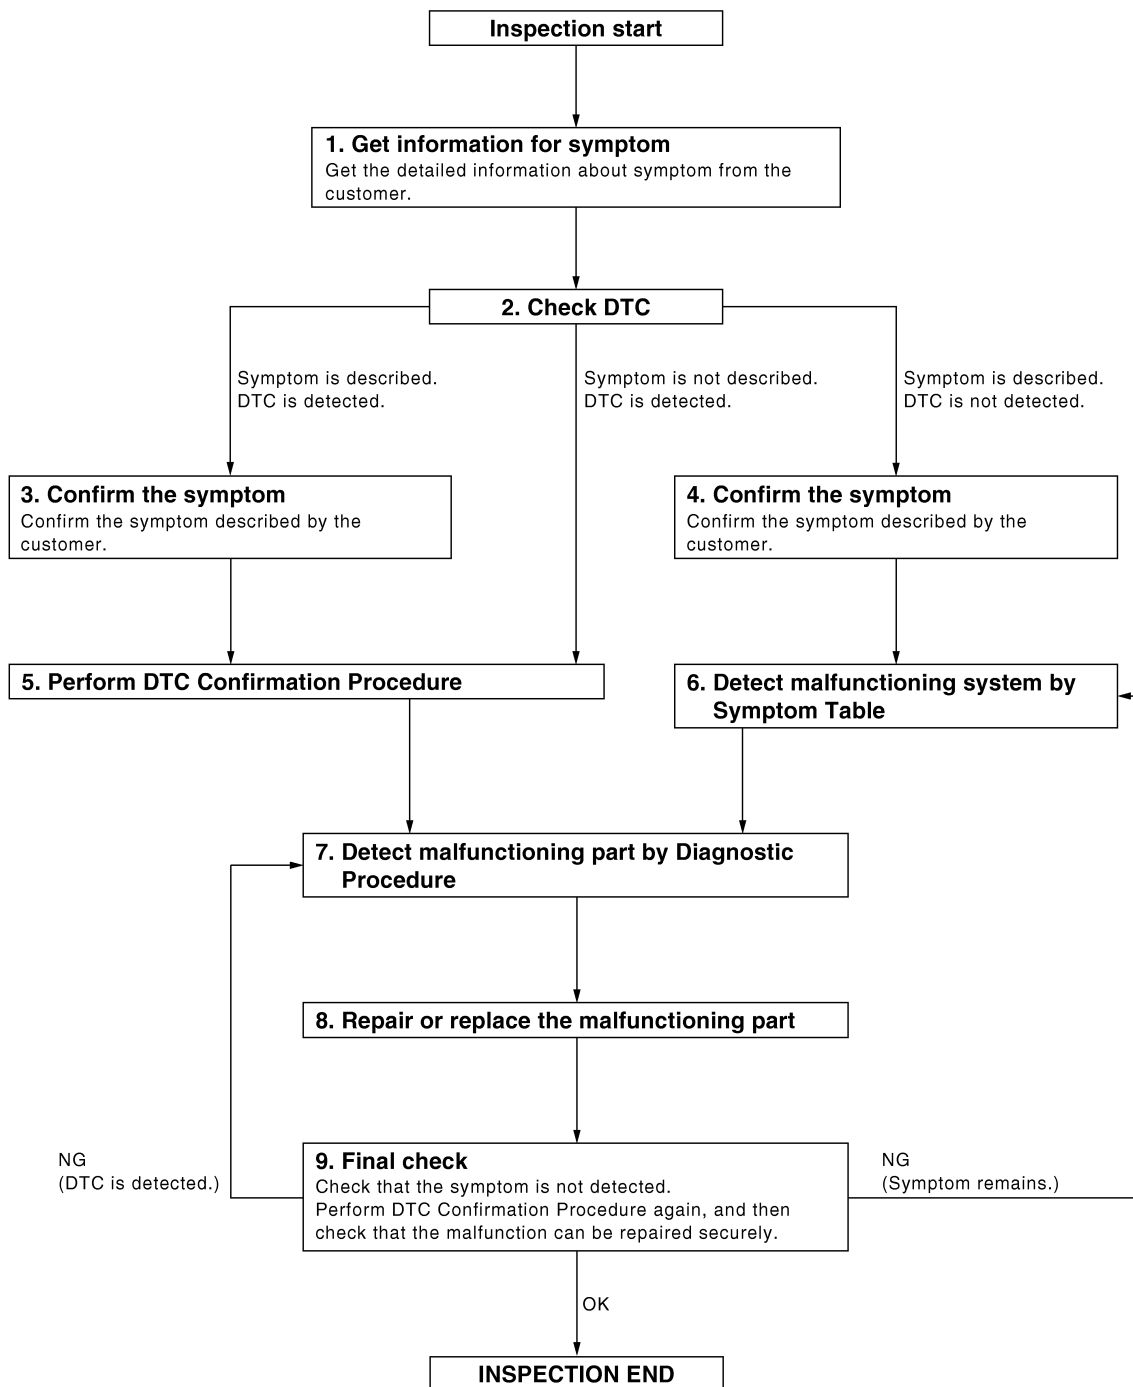 Inspection start
1. Get information for symptom
Get the detailed information about symptom from the
customer.
2. Check DTC
Symptom is described.
DTC is detected.
Symptom is not described.
DTC is detected.
Symptom is described.
DTC is not detected.
3. Confirm the symptom
Confirm the symptom described by the
customer.
4. Confirm the symptom
Confirm the symptom described by the
customer.
5. Perform DTC Confirmation Procedure
6. Detect malfunctioning system by
Symptom Table
7. Detect malfunctioning part by Diagnostic
Procedure
8. Repair or replace the malfunctioning part
9. Final check
Check that the symptom is not detected.
Perform DTC Confirmation Procedure again, and then
check that the malfunction can be repaired securely.
NG
(DTC is detected.)
NG
(Symptom remains.)
OK
INSPECTION END